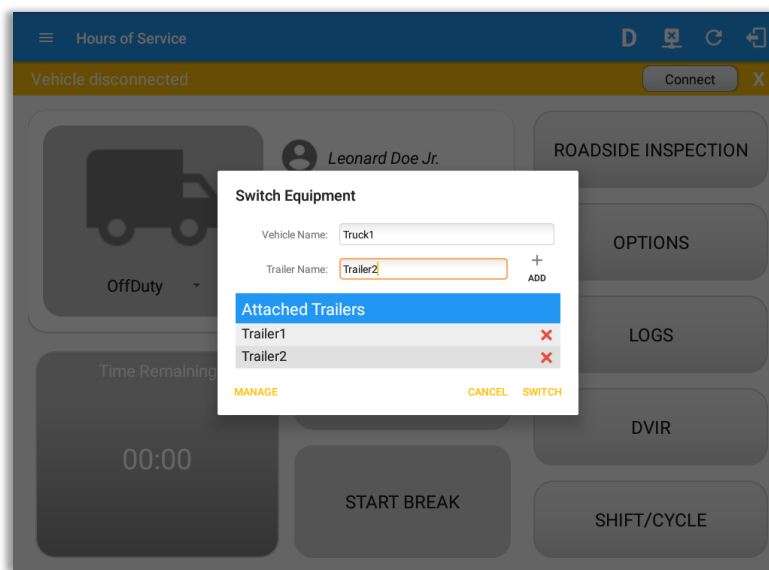 Hours of Service
D
Vehicle disconnected
Connect
X
Leonard Doe Jr.
OffDuty
Time Remaining
00:00
START BREAK
ROADSIDE INSPECTION
OPTIONS
LOGS
DVIR
SHIFT/CYCLE
Switch Equipment
Vehicle Name: Truck1
Trailer Name: Trailer2
ADD
Attached Trailers
Trailer1
Trailer2
MANAGE
CANCEL
SWITCH